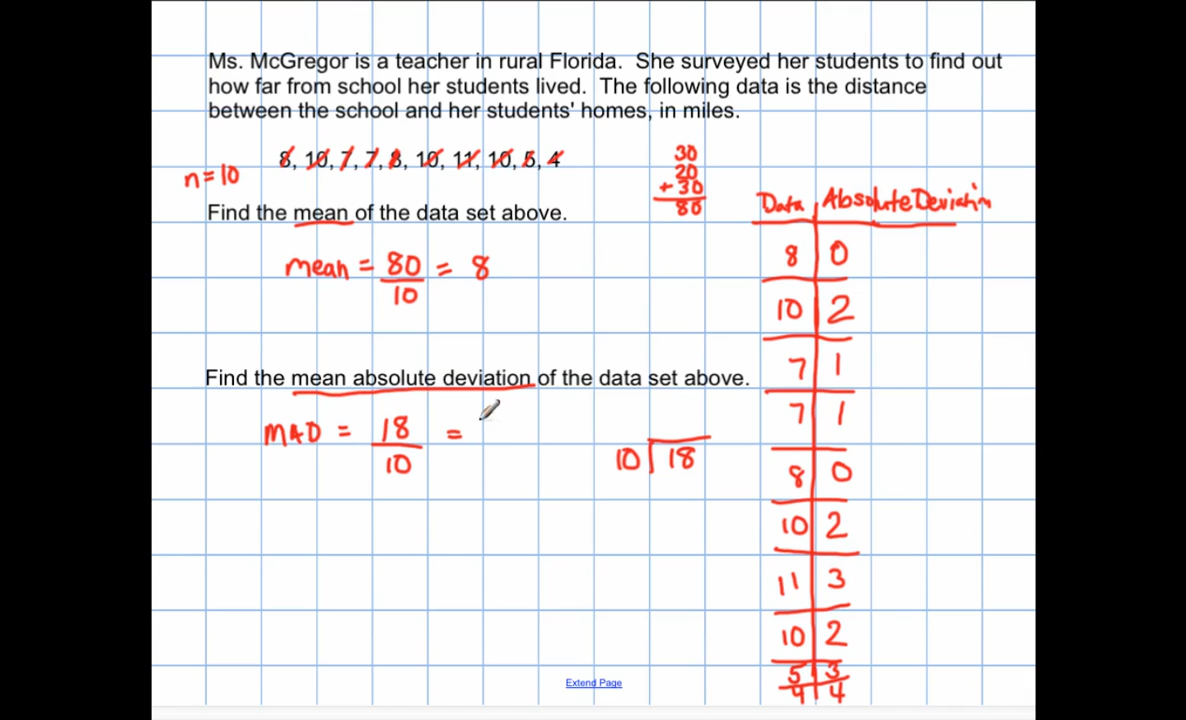 Ms. McGregor is a teacher in rural Florida. She surveyed her students to find out
how far from school her students lived. The following data is the distance
between the school and her students' homes, in miles.
8, 10, 7, 7, 8, 10, 11, 10, 5, 4
n=10
30
20
+ 30
80
Find the mean of the data set above.
mean = 80/10 = 8
Find the mean absolute deviation of the data set above.
MAD = 18/10 =
10 18
Data Absolute Deviation
8 0
10 2
7 1
7 1
8 0
10 2
11 3
10 2
5 3
4 4
Extend Page